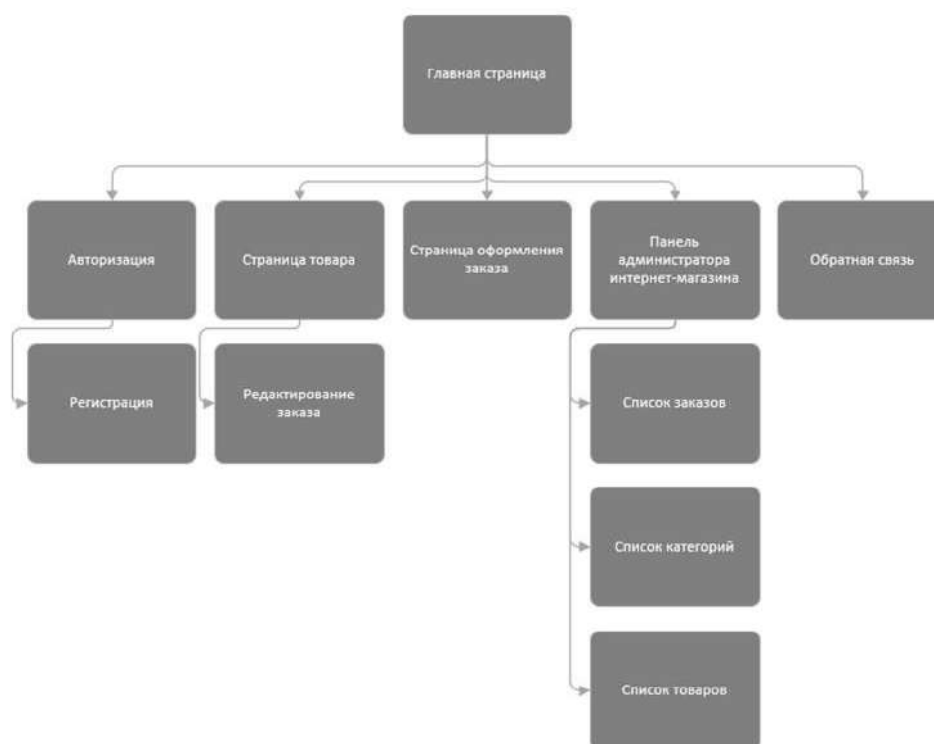 Главная страница
Авторизация
Страница товара
Страница оформления
заказа
Панель
администратора
интернет-магазина
Обратная связь
Регистрация
Редактирование
заказа
Список заказов
Список категорий
Список товаров